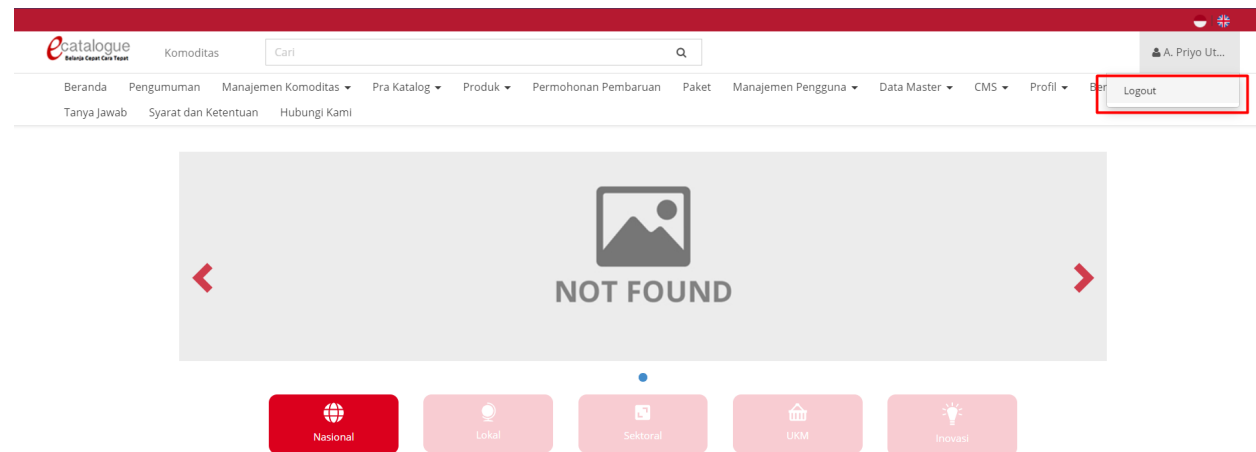 ecatalogue
Belanja Cepat Cara Tepat
Komoditas
Cari
A. Priyo Ut...
Beranda Pengumuman Manajemen Komoditas Pra Katalog Produk Permohonan Pembaruan Paket Manajemen Pengguna Data Master CMS Profil Ber
Logout
Tanya Jawab Syarat dan Ketentuan Hubungi Kami
NOT FOUND
Nasional Lokal Sektoral UKM Inovasi